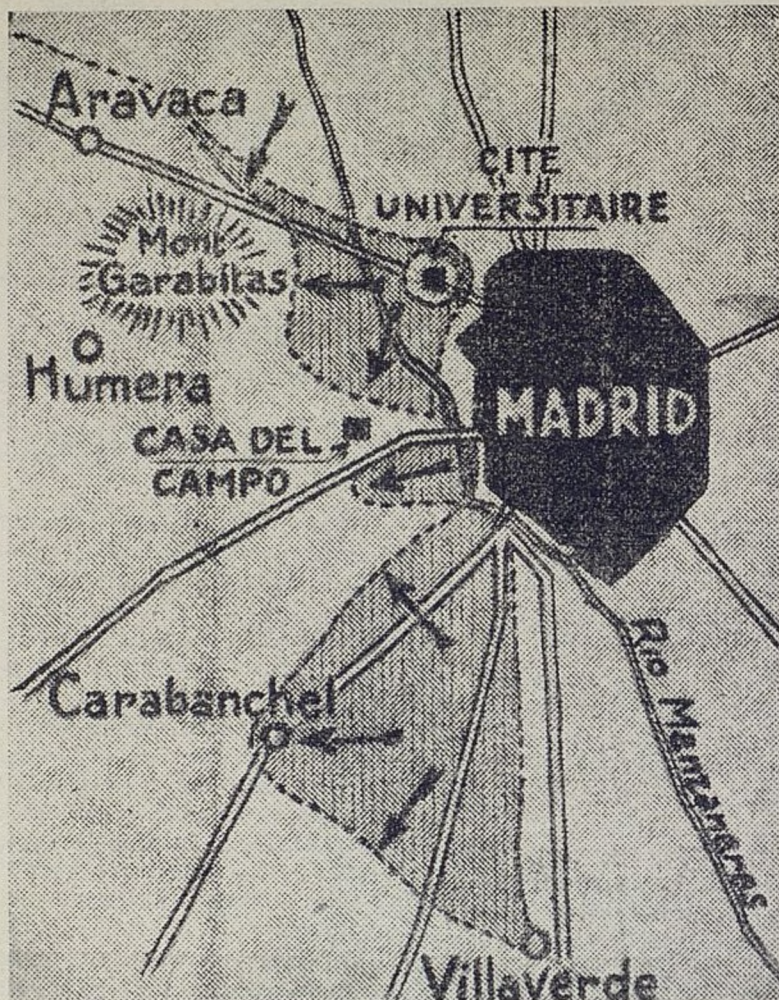 Aravaca
CITE
UNIVERSITAIRE
Mont
Garabitas
Humera
MADRID
CASA DEL
CAMPO
Carabanchel
Rio Manzanares
Villaverde